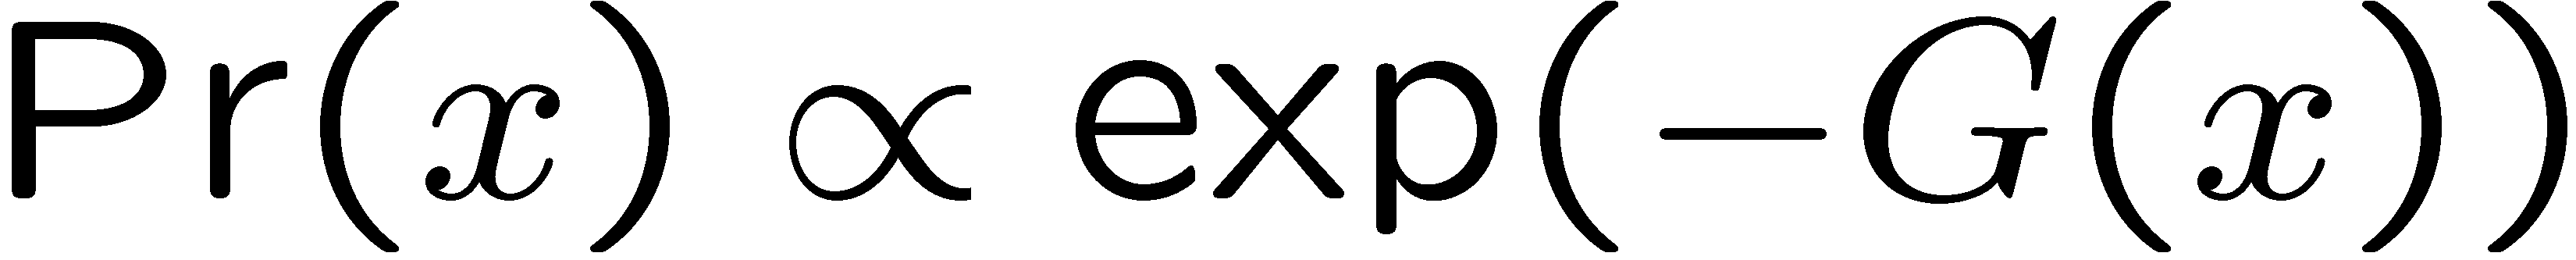 Pr(x) ∝ exp(−G(x))